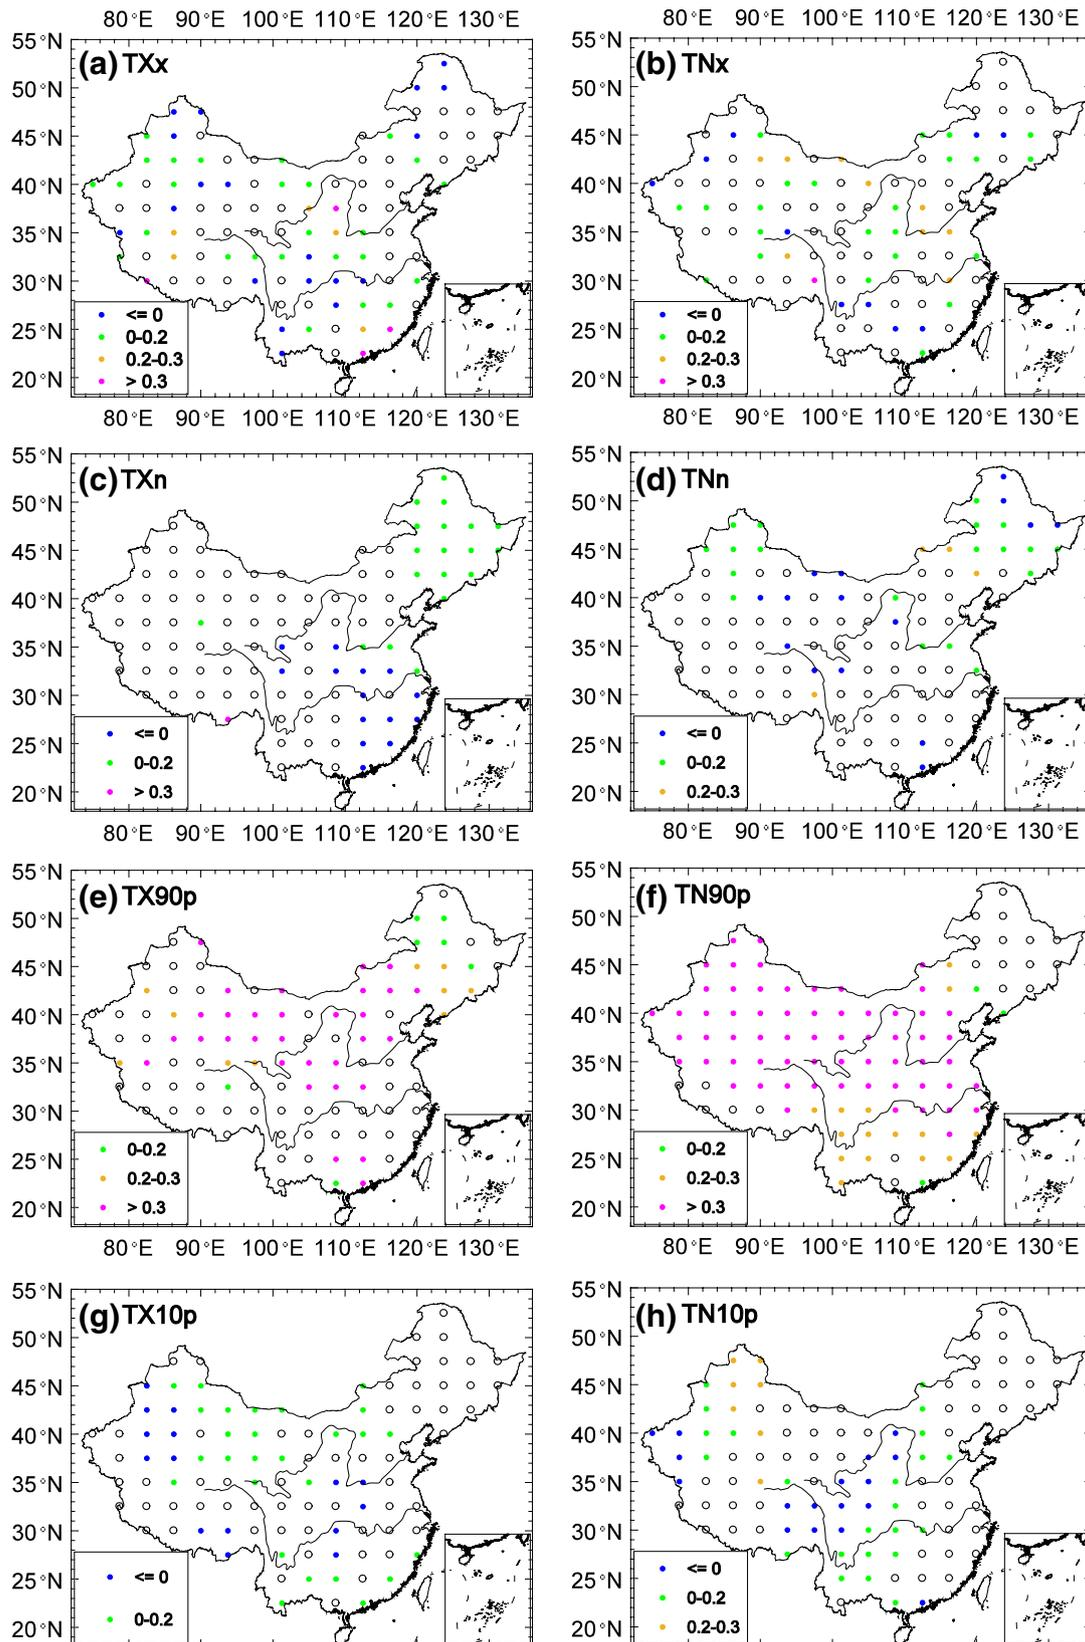 80°E 90°E 100°E 110°E 120°E 130°E
80°E 90°E 100°E 110°E 120°E 130°E
55°N
50°N
45°N
40°N
35°N
30°N
25°N
20°N
(a) TXx
<= 0
0-0.2
0.2-0.3
> 0.3
55°N
50°N
45°N
40°N
35°N
30°N
25°N
20°N
(b) TNx
<= 0
0-0.2
0.2-0.3
> 0.3
80°E 90°E 100°E 110°E 120°E 130°E
80°E 90°E 100°E 110°E 120°E 130°E
55°N
50°N
45°N
40°N
35°N
30°N
25°N
20°N
(c) TXn
<= 0
0-0.2
> 0.3
55°N
50°N
45°N
40°N
35°N
30°N
25°N
20°N
(d) TNn
<= 0
0-0.2
0.2-0.3
80°E 90°E 100°E 110°E 120°E 130°E
80°E 90°E 100°E 110°E 120°E 130°E
55°N
50°N
45°N
40°N
35°N
30°N
25°N
20°N
(e) TX90p
0-0.2
0.2-0.3
> 0.3
55°N
50°N
45°N
40°N
35°N
30°N
25°N
20°N
(f) TN90p
0-0.2
0.2-0.3
> 0.3
80°E 90°E 100°E 110°E 120°E 130°E
80°E 90°E 100°E 110°E 120°E 130°E
55°N
50°N
45°N
40°N
35°N
30°N
25°N
20°N
(g) TX10p
<= 0
0-0.2
55°N
50°N
45°N
40°N
35°N
30°N
25°N
20°N
(h) TN10p
<= 0
0-0.2
0.2-0.3